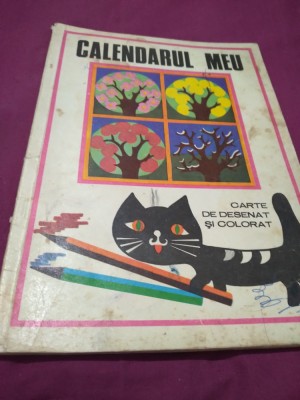 CALENDARUL MEU
CARTE
DE DESENAT
ȘI COLORAT